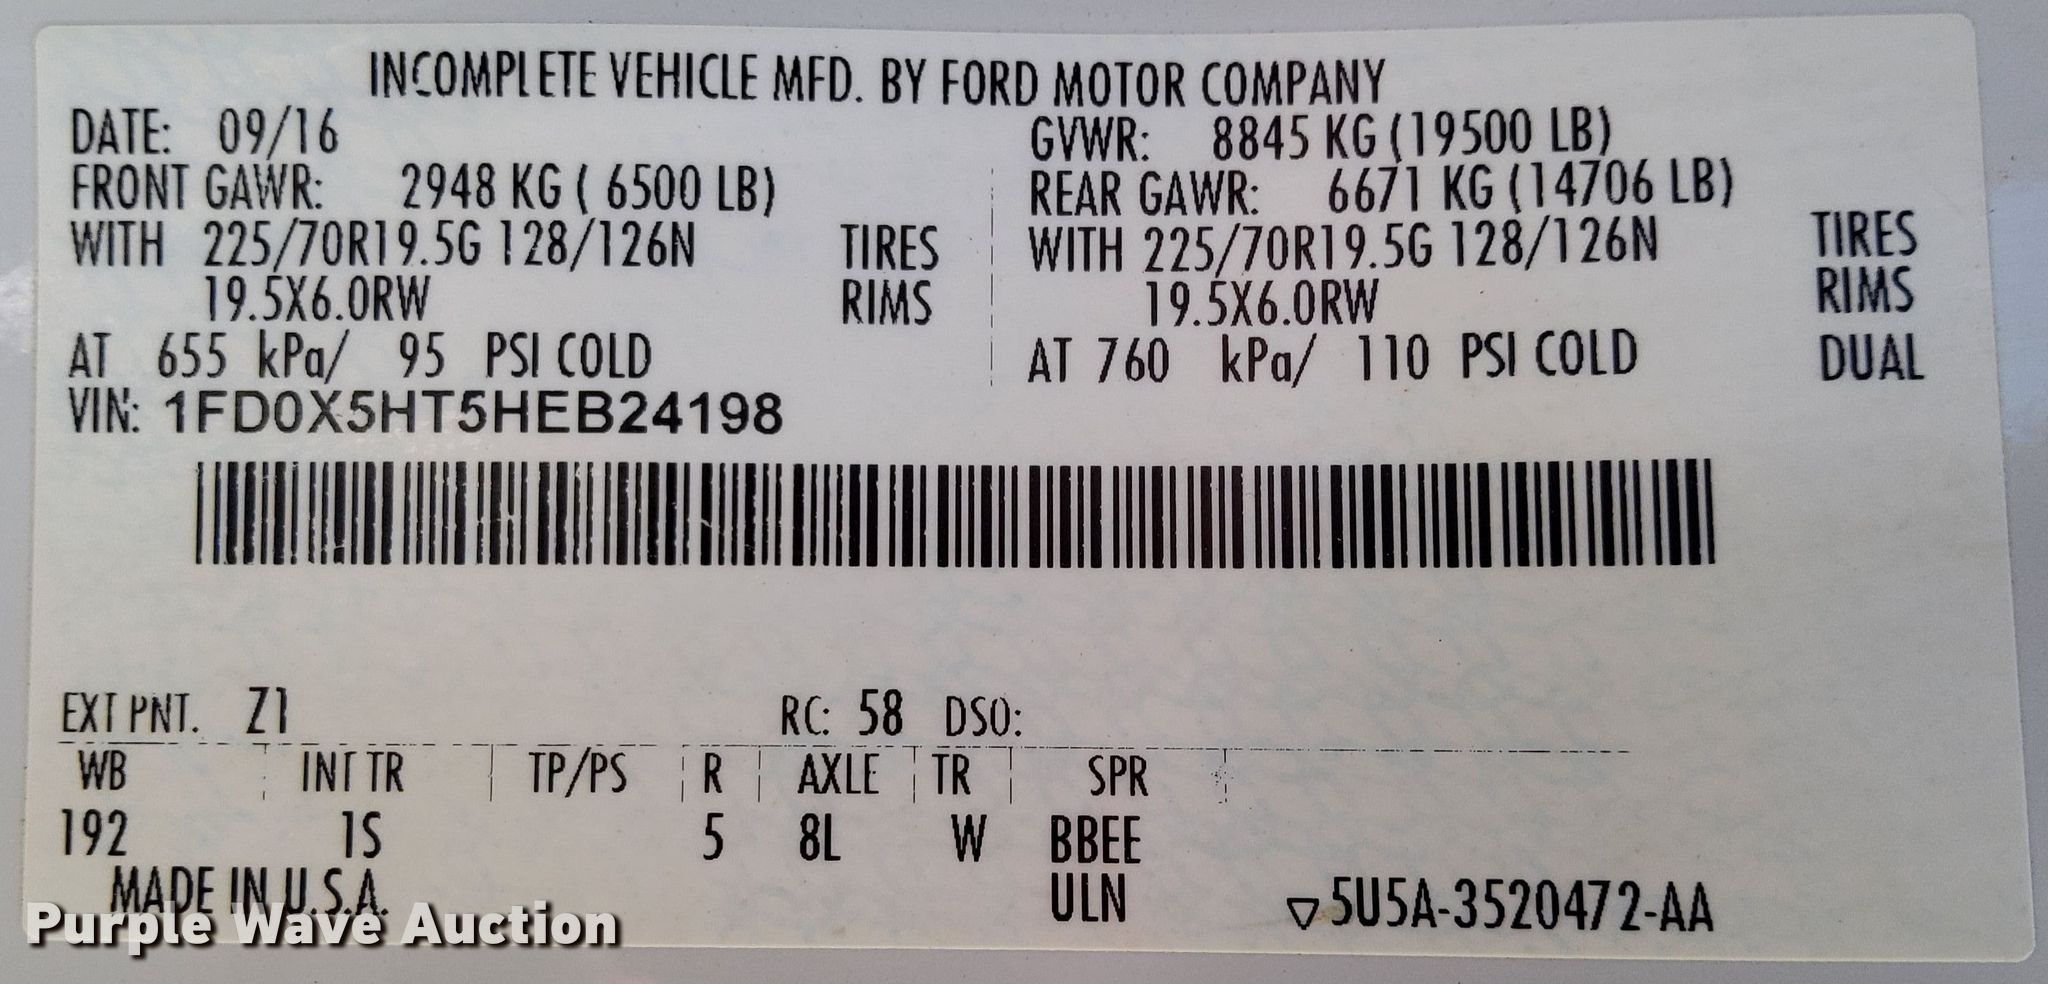 INCOMPLETE VEHICLE MFD. BY FORD MOTOR COMPANY
DATE: 09/16 GVWR: 8845 KG (19500 LB)
FRONT GAWR: 2948 KG ( 6500 LB) REAR GAWR: 6671 KG (14706 LB)
WITH 225/70R19.5G 128/126N TIRES WITH 225/70R19.5G 128/126N TIRES
19.5X6.0RW RIMS 19.5X6.0RW RIMS
AT 655 kPa/ 95 PSI COLD AT 760 kPa/ 110 PSI COLD DUAL
VIN: 1FD0X5HT5HEB24198
EXT PNT. Z1 RC: 58 DSO:
WB INT TR TP/PS R AXLE TR SPR
192 1S 5 8L W BBEE
MADE IN U.S.A. ULN ▽5U5A-3520472-AA
Purple Wave Auction